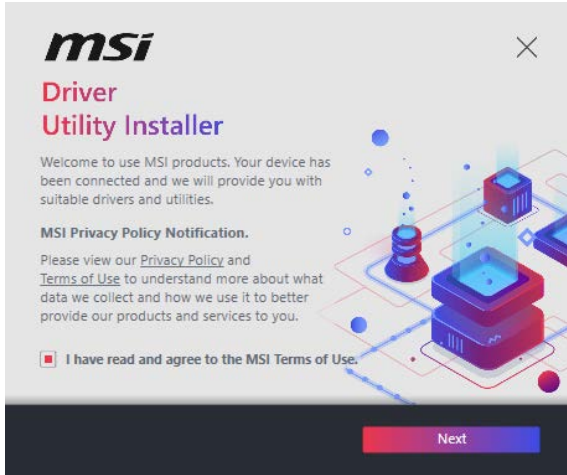 msi
Driver
Utility Installer
Welcome to use MSI products. Your device has
been connected and we will provide you with
suitable drivers and utilities.
MSI Privacy Policy Notification.
Please view our Privacy Policy and
Terms of Use to understand more about what
data we collect and how we use it to better
provide our products and services to you.
I have read and agree to the MSI Terms of Use.
Next